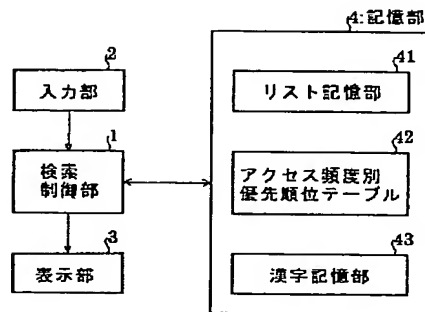 4:記憶部
2
入力部
1
検索
制御部
3
表示部
41
リスト記憶部
42
アクセス頻度別
優先順位テーブル
43
漢字記憶部